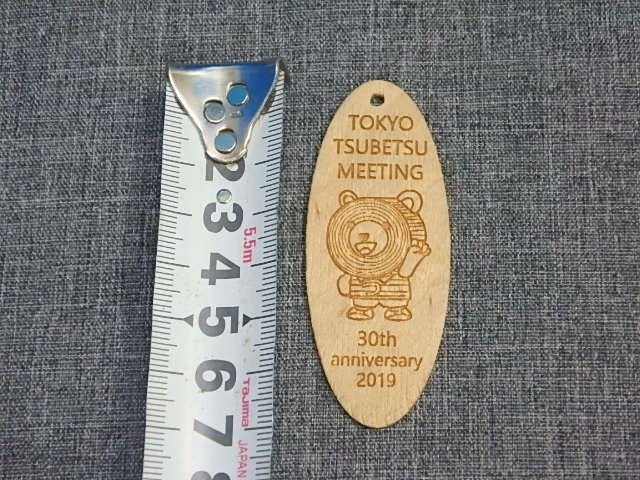 2
3
5.5m
4
5
6
Tajima
7
JAPAN
8
TOKYO
TSUBETSU
MEETING
30th
anniversary
2019